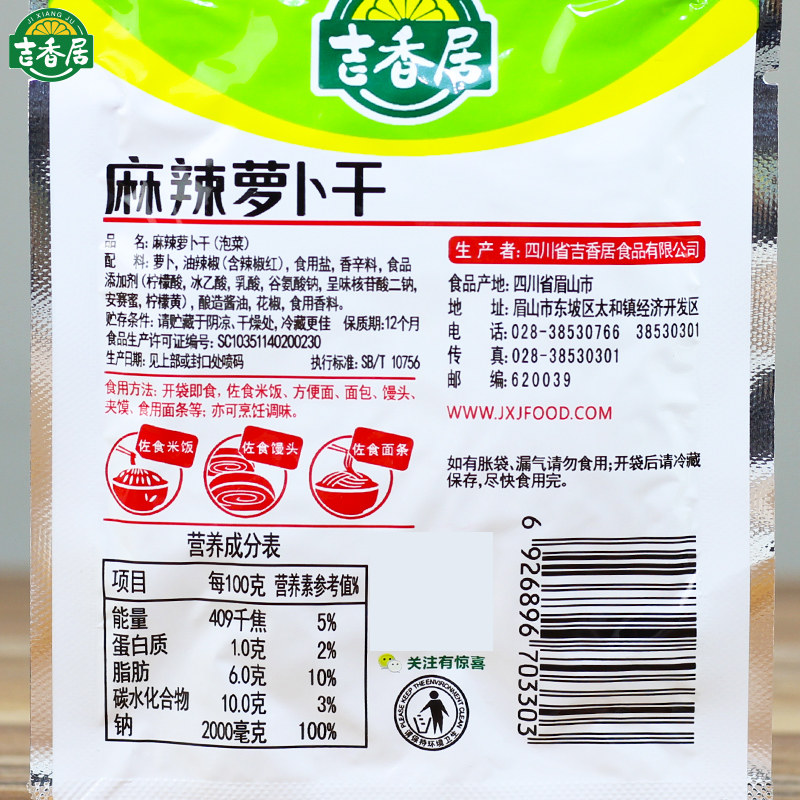 JI XIANG JU
吉香居
吉香居
麻辣萝卜干
品 名: 麻辣萝卜干(泡菜)
配 料: 萝卜, 油辣椒(含辣椒红), 食用盐, 香辛料, 食品
添加剂(柠檬酸, 冰乙酸, 乳酸, 谷氨酸钠, 呈味核苷酸二钠,
安赛蜜, 柠檬黄), 酿造酱油, 花椒, 食用香料。
贮存条件: 请贮藏于阴凉、干燥处, 冷藏更佳 保质期:12个月
食品生产许可证编号: SC10351140200230
生产日期: 见上部或封口处喷码 执行标准: SB/T 10756
食用方法: 开袋即食, 佐食米饭、方便面、面包、馒头、
夹馍、食用面条等; 亦可烹饪调味。
佐食米饭
佐食馒头
佐食面条
生 产 者: 四川省吉香居食品有限公司
食品产地: 四川省眉山市
地 址: 眉山市东坡区太和镇经济开发区
电 话: 028-38530766 38530301
传 真: 028-38530301
邮 编: 620039
WWW.JXJFOOD.COM
如有胀袋、漏气请勿食用; 开袋后请冷藏
保存, 尽快食用完。
营养成分表
项目 每100克 营养素参考值%
能量 409千焦 5%
蛋白质 1.0克 2%
脂肪 6.0克 10%
碳水化合物 10.0克 3%
钠 2000毫克 100%
关注有惊喜
PLEASE KEEP THE ENVIRONMENT CLEAN
请保持环境卫生
6 926896 703303